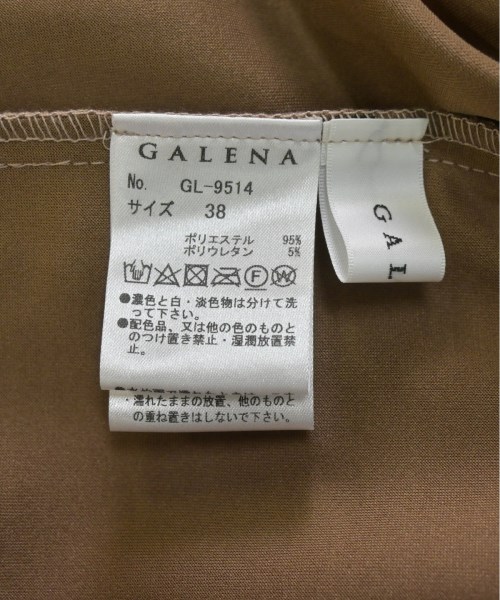 GALENA
No. GL-9514
サイズ 38
ポリエステル 95%
ポリウレタン 5%
F W
●濃色と白・淡色物は分けて洗
って下さい。
●配色品、又は他の色のものと
のつけ置き禁止・湿潤放置禁
止。
・濡れたままの放置、他のものと
の重ね置きはしないで下さい。
GAL